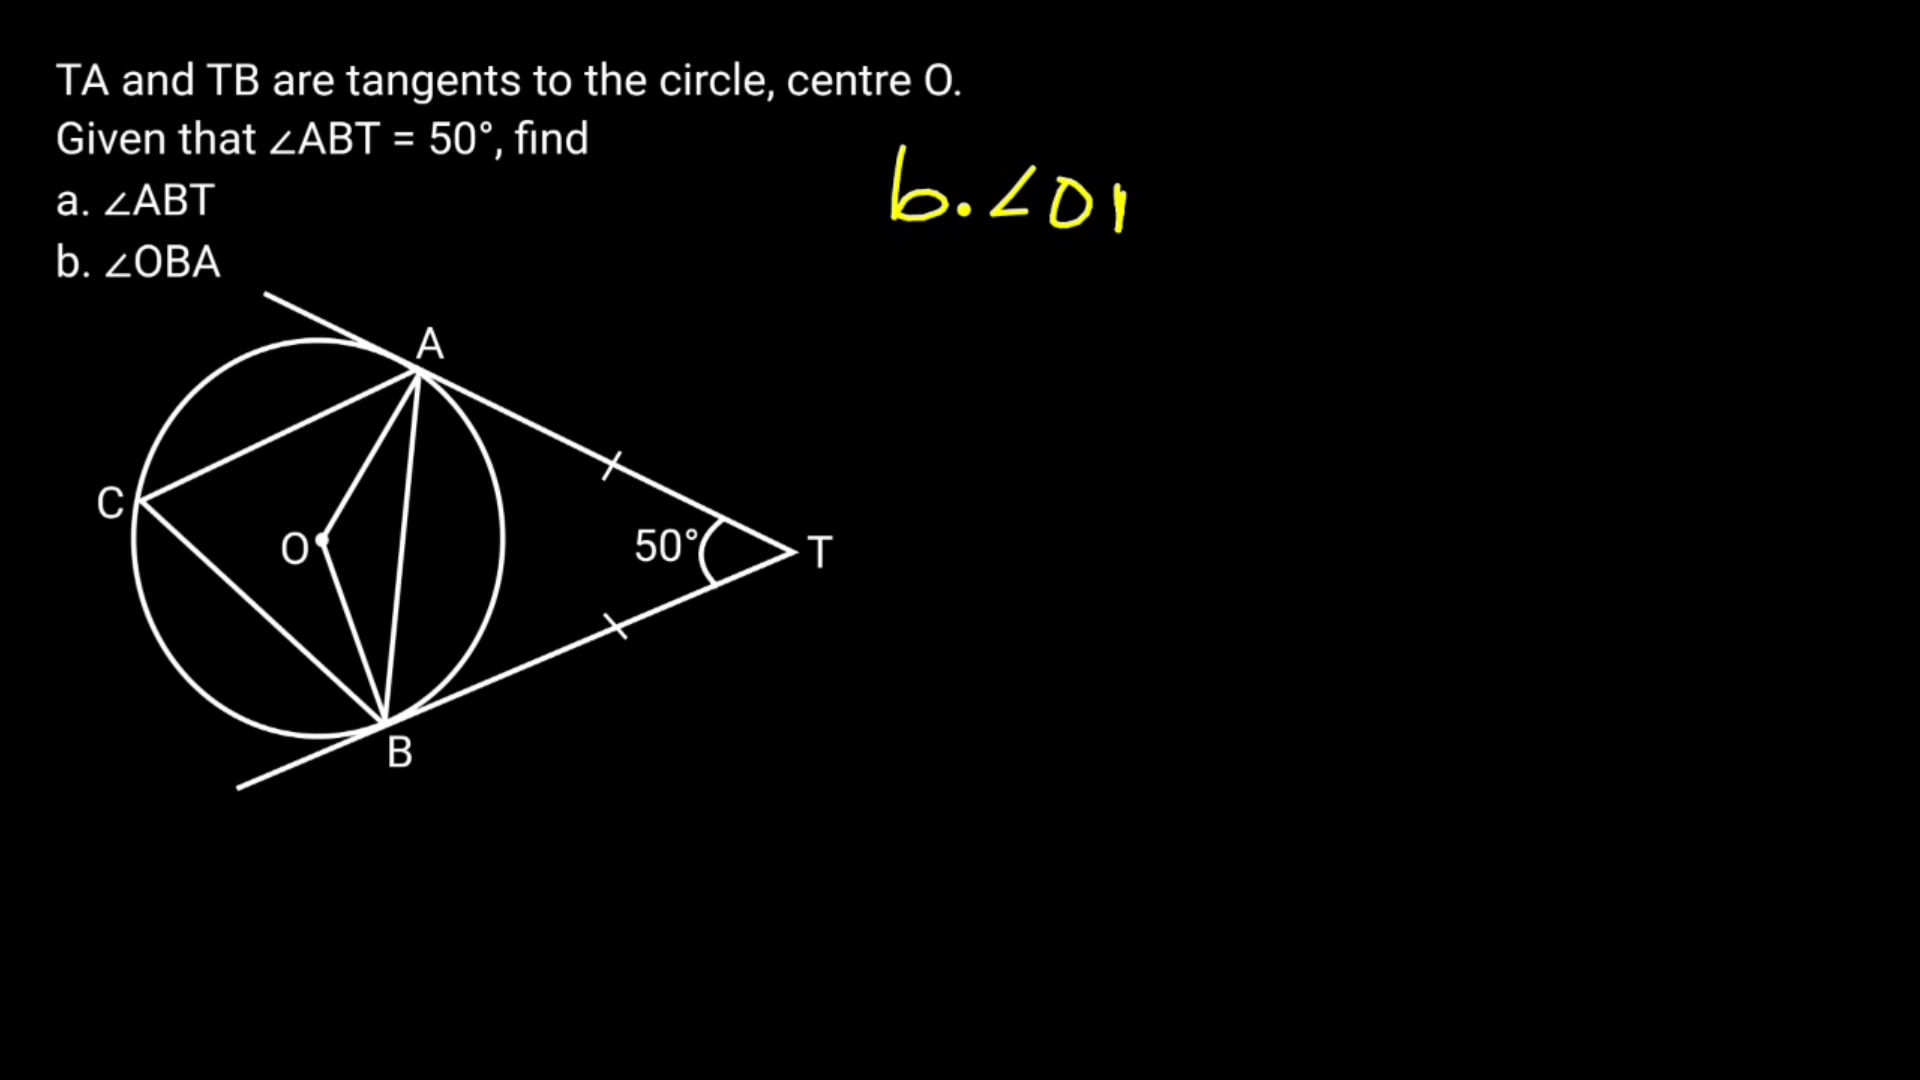 TA and TB are tangents to the circle, centre O.
Given that ∠ABT = 50°, find
a. ∠ABT
b. ∠OBA
b. ∠O
A
C
O
50°
T
B